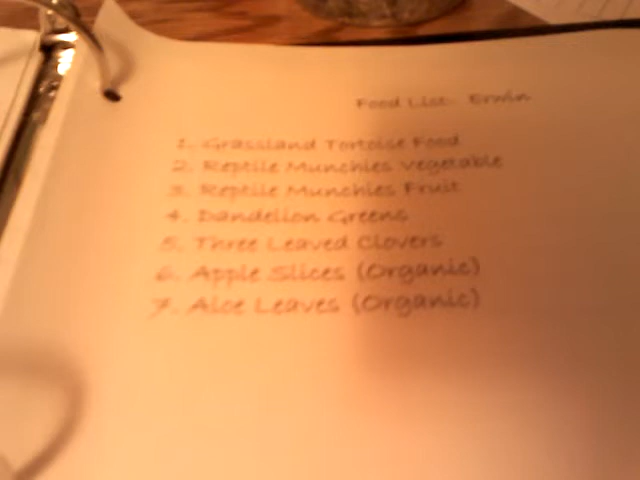 Food List- Erwin
1. Grassland Tortoise Food
2. Reptile Munchies Vegetable
3. Reptile Munchies Fruit
4. Dandelion Greens
5. Three Leaved Clovers
6. Apple Slices (Organic)
7. Aloe Leaves (Organic)